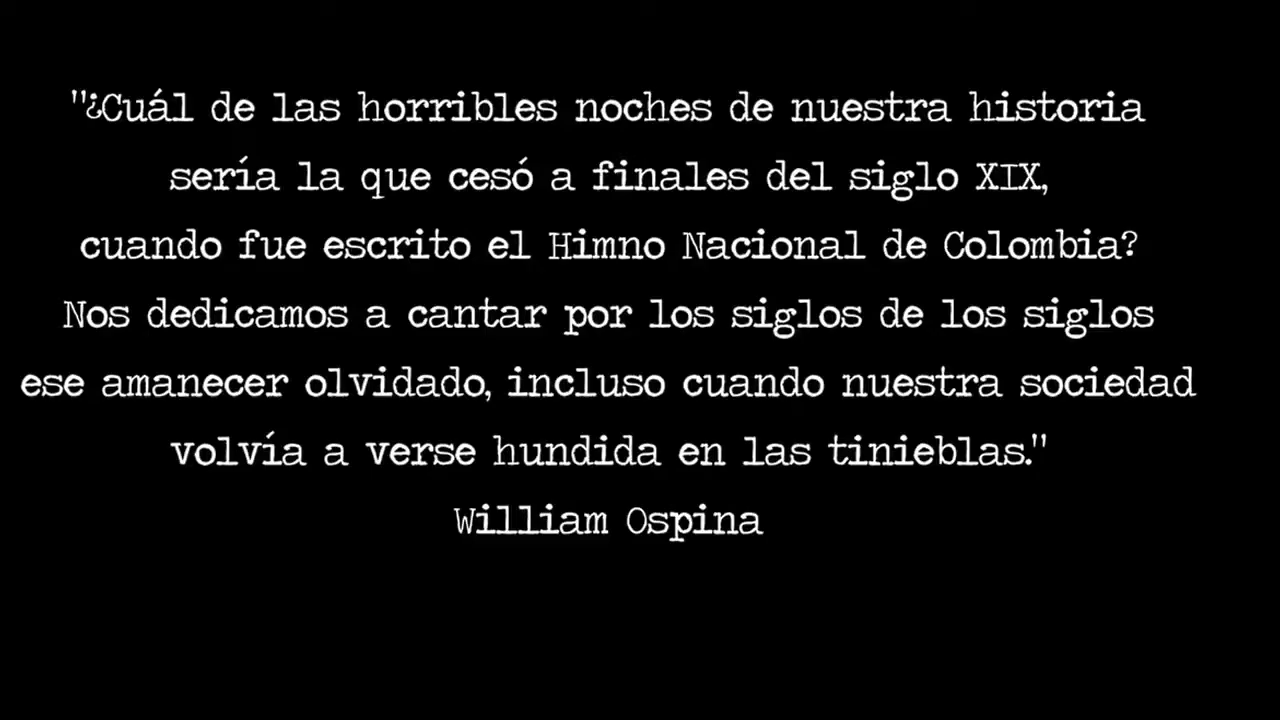 "¿Cuál de las horribles noches de nuestra historia
sería la que cesó a finales del siglo XIX,
cuando fue escrito el Himno Nacional de Colombia?
Nos dedicamos a cantar por los siglos de los siglos
ese amanecer olvidado, incluso cuando nuestra sociedad
volvía a verse hundida en las tinieblas."
William Ospina